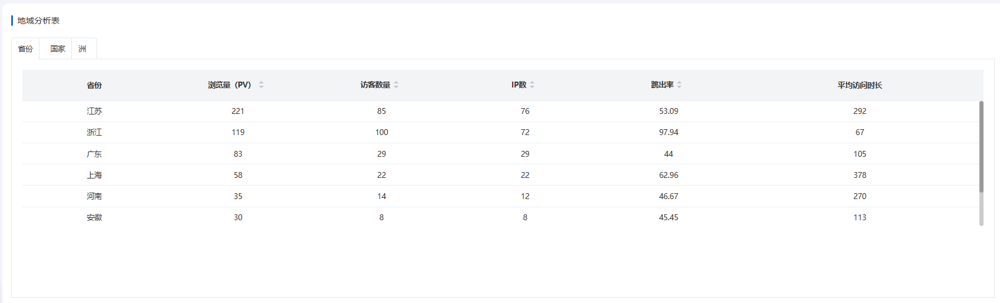 地域分析表
省份 国家 洲
省份 浏览量（PV） 访客数量 IP数 跳出率 平均访问时长
江苏 221 85 76 53.09 292
浙江 119 100 72 97.94 67
广东 83 29 29 44 105
上海 58 22 22 62.96 378
河南 35 14 12 46.67 270
安徽 30 8 8 45.45 113